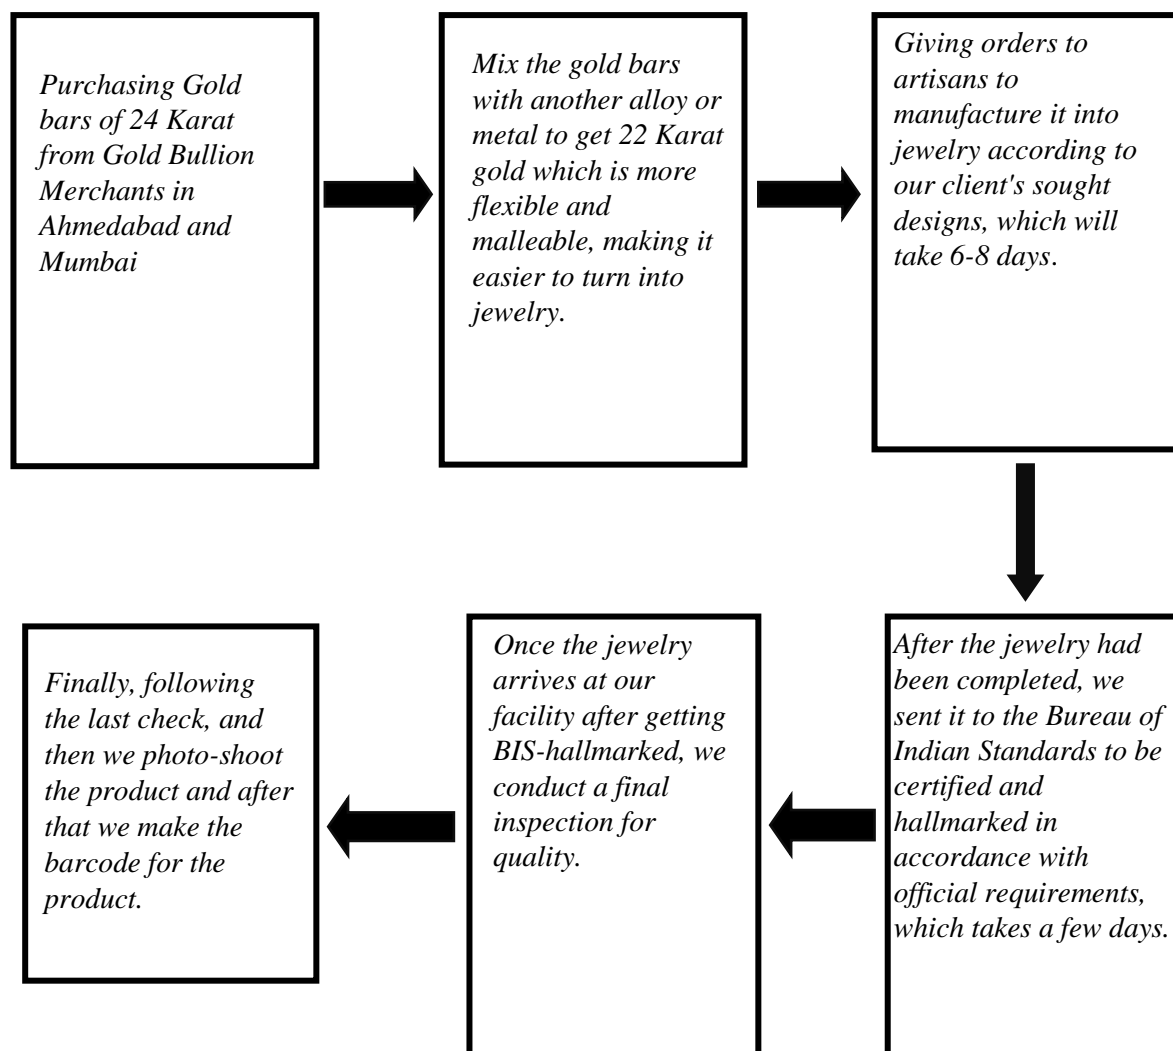 Purchasing Gold
bars of 24 Karat
from Gold Bullion
Merchants in
Ahmedabad and
Mumbai
Mix the gold bars
with another alloy or
metal to get 22 Karat
gold which is more
flexible and
malleable, making it
easier to turn into
jewelry.
Giving orders to
artisans to
manufacture it into
jewelry according to
our client's sought
designs, which will
take 6-8 days.
After the jewelry had
been completed, we
sent it to the Bureau of
Indian Standards to be
certified and
hallmarked in
accordance with
official requirements,
which takes a few days.
Once the jewelry
arrives at our
facility after getting
BIS-hallmarked, we
conduct a final
inspection for
quality.
Finally, following
the last check, and
then we photo-shoot
the product and after
that we make the
barcode for the
product.